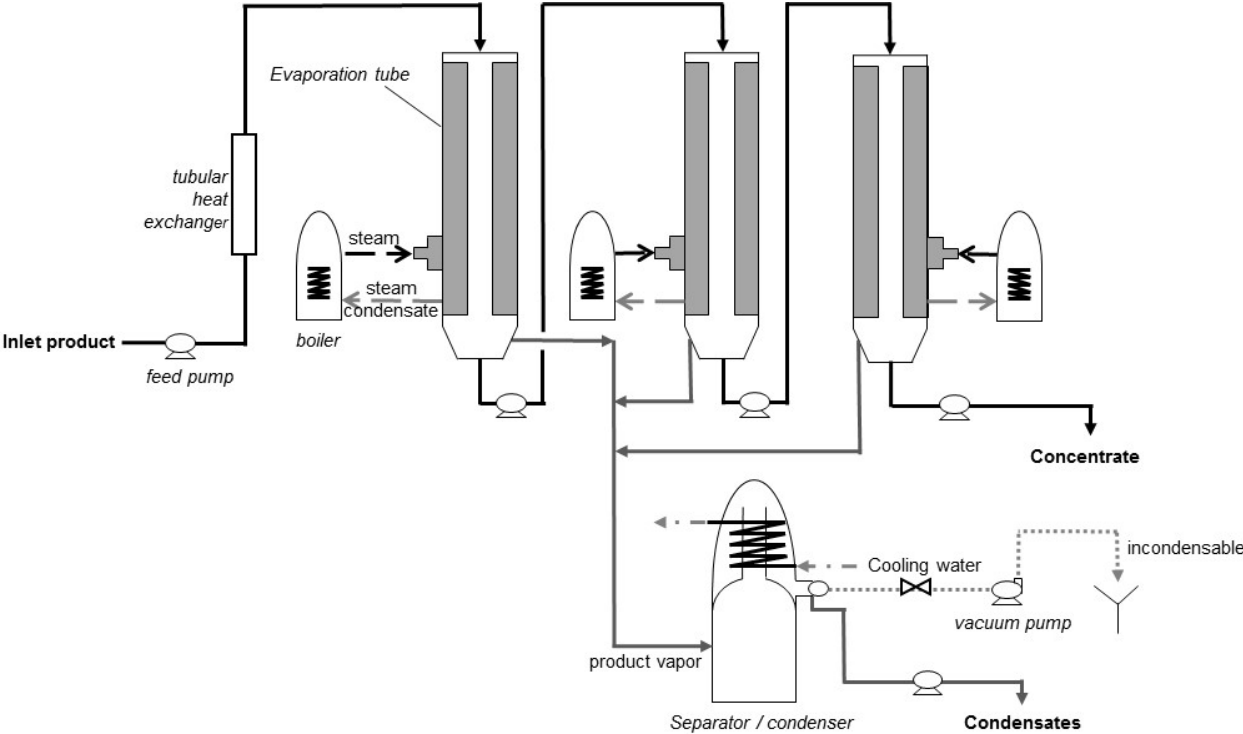 Evaporation tube
tubular
heat
exchanger
steam
steam
condensate
boiler
Inlet product
feed pump
Concentrate
Cooling water
incondensable
vacuum pump
product vapor
Separator / condenser
Condensates